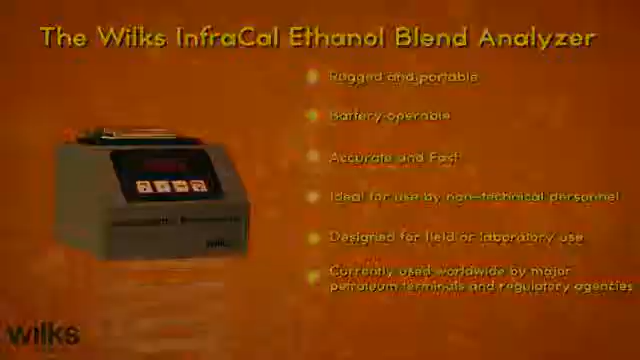 The Wilks InfraCal Ethanol Blend Analyzer
Rugged and portable
Battery-operable
Accurate and Fast
Ideal for use by non-technical personnel
Designed for field or laboratory use
Currently used worldwide by major
petroleum terminals and regulatory agencies
wilks
wilks